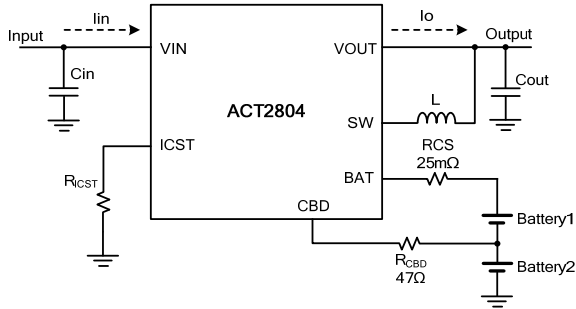 Iin
Io
Input
Output
VIN
VOUT
Cin
Cout
ACT2804
L
SW
ICST
RCS
25mΩ
BAT
RICST
CBD
Battery1
RCBD
47Ω
Battery2